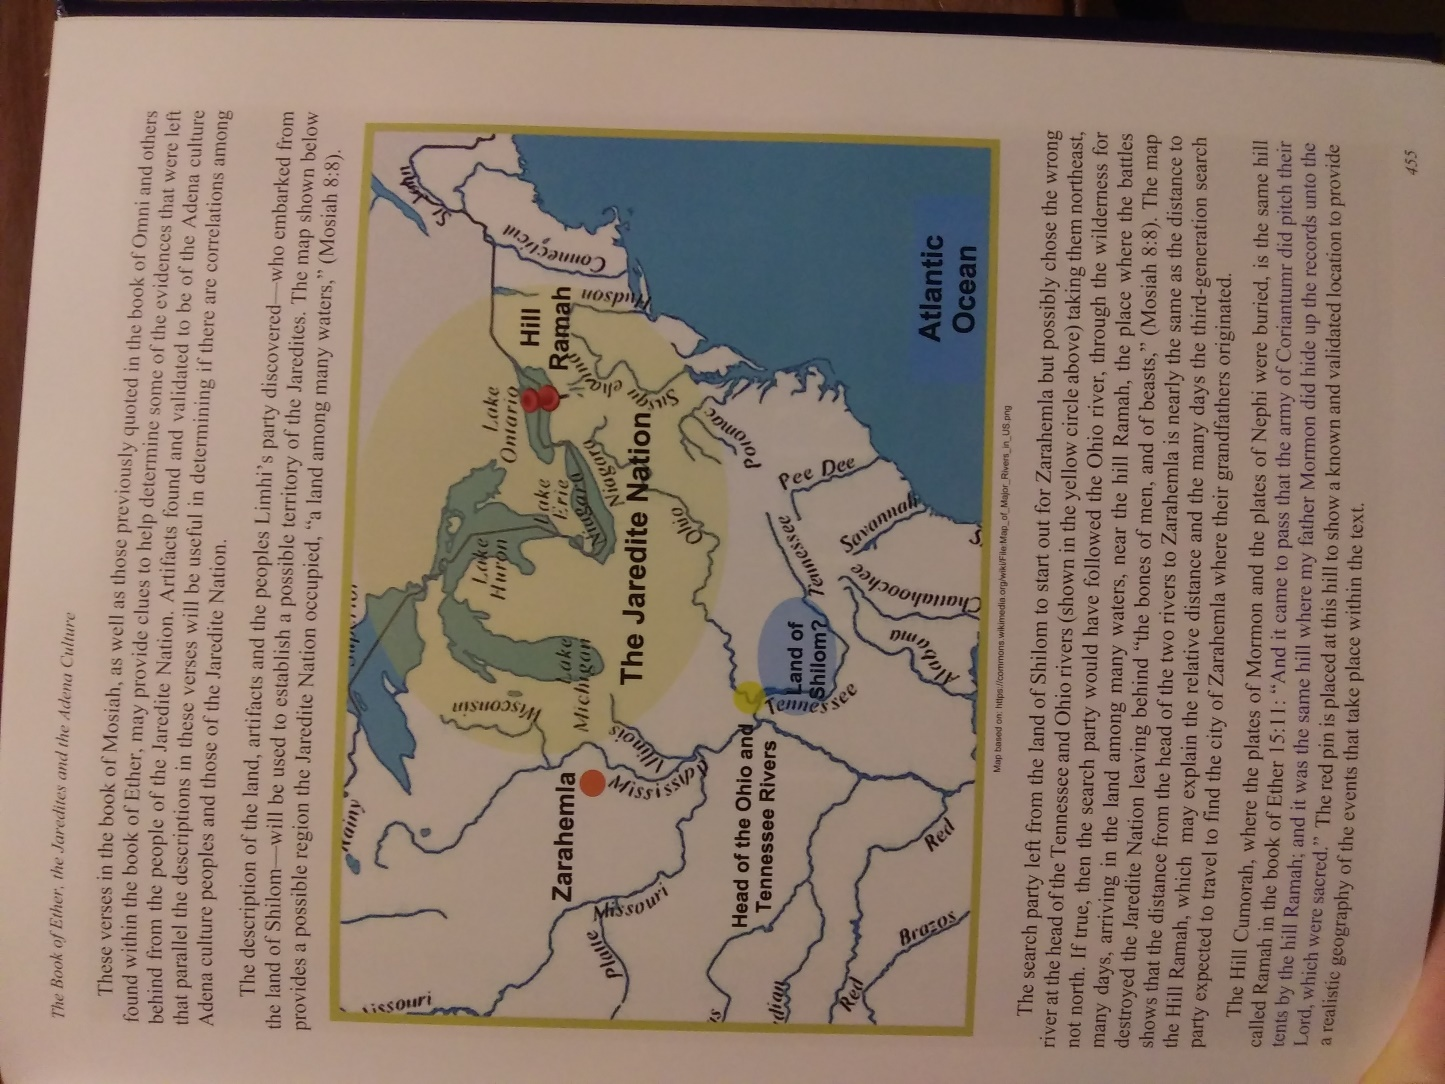 The Book of Ether, the Jaredites and the Adena Culture
These verses in the book of Mosiah, as well as those previously quoted in the book of Omni and others
found within the book of Ether, may provide clues to help determine some of the evidences that were left
behind from the people of the Jaredite Nation. Artifacts found and validated to be of the Adena culture
that parallel the descriptions in these verses will be useful in determining if there are correlations among
Adena culture peoples and those of the Jaredite Nation.
The description of the land, artifacts and the peoples Limhi's party discovered—who embarked from
the land of Shilom—will be used to establish a possible territory of the Jaredites. The map shown below
provides a possible region the Jaredite Nation occupied, "a land among many waters," (Mosiah 8:8).
Superior
Rainy
St. John
Connecticut
Hudson
Hill
Ramah
Lake
Ontario
Lake
Huron
Lake
Erie
Niagara
Niagara
Susquehanna
Potomac
Wisconsin
Lake
Michigan
The Jaredite Nation
Ohio
Pee Dee
Savannah
Zarahemla
Illinois
Mississippi
Missouri
Platte
Missouri
Land of
Shilom?
Tennessee
Tennessee
Chattahoochee
Alabama
Head of the Ohio and
Tennessee Rivers
Red
Red
Brazos
Atlantic
Ocean
Map based on: https://commons.wikimedia.org/wiki/File:Map_of_Major_Rivers_in_US.png
The search party left from the land of Shilom to start out for Zarahemla but possibly chose the wrong
river at the head of the Tennessee and Ohio rivers (shown in the yellow circle above) taking them northeast,
not north. If true, then the search party would have followed the Ohio river, through the wilderness for
many days, arriving in the land among many waters, near the hill Ramah, the place where the battles
destroyed the Jaredite Nation leaving behind "the bones of men, and of beasts," (Mosiah 8:8). The map
shows that the distance from the head of the two rivers to Zarahemla is nearly the same as the distance to
the Hill Ramah, which may explain the relative distance and the many days the third-generation search
party expected to travel to find the city of Zarahemla where their grandfathers originated.
The Hill Cumorah, where the plates of Mormon and the plates of Nephi were buried, is the same hill
called Ramah in the book of Ether 15:11: "And it came to pass that the army of Coriantumr did pitch their
tents by the hill Ramah; and it was the same hill where my father Mormon did hide up the records unto the
Lord, which were sacred." The red pin is placed at this hill to show a known and validated location to provide
a realistic geography of the events that take place within the text.
455